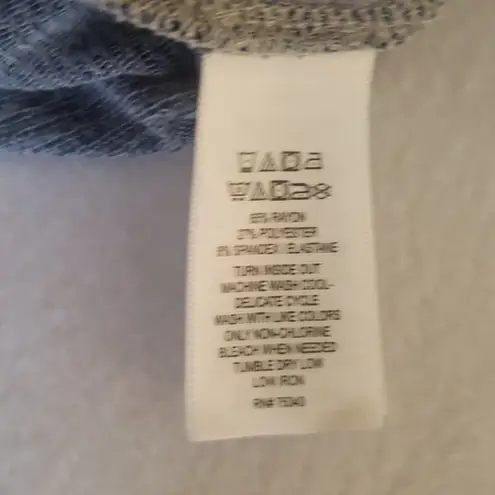 RAYON
POLYESTER
SPANDEX / ELASTANE
TURN INSIDE OUT
MACHINE WASH COOL-
DELICATE CYCLE
WASH WITH LIKE COLORS
ONLY NON-CHLORINE
BLEACH WHEN NEEDED
TUMBLE DRY LOW
LOW IRON
RN# 75340